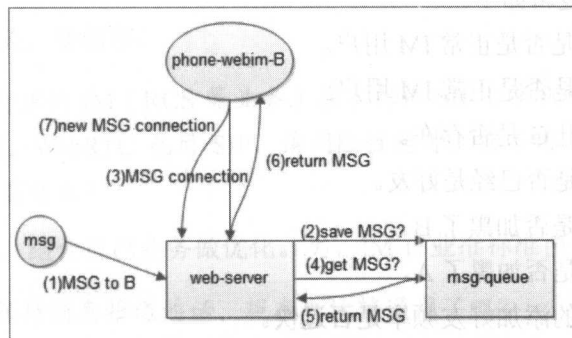 phone-webim-B
(7)new MSG connection
(6)return MSG
(3)MSG connection
msg
(1)MSG to B
web-server
(2)save MSG?
(4)get MSG?
msg-queue
(5)return MSG